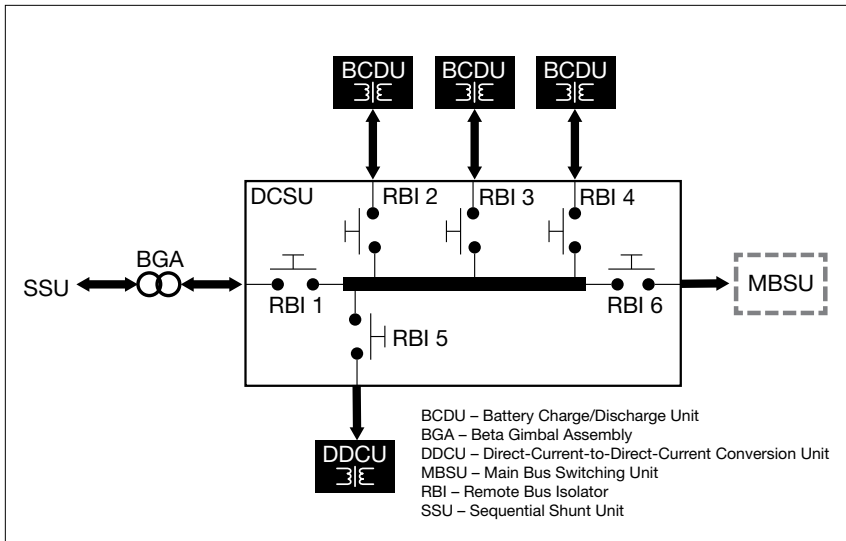 BCDU BCDU BCDU
DCSU RBI 2 RBI 3 RBI 4
BGA
SSU
MBSU
RBI 1 RBI 6
RBI 5
DDCU
BCDU – Battery Charge/Discharge Unit
BGA – Beta Gimbal Assembly
DDCU – Direct-Current-to-Direct-Current Conversion Unit
MBSU – Main Bus Switching Unit
RBI – Remote Bus Isolator
SSU – Sequential Shunt Unit